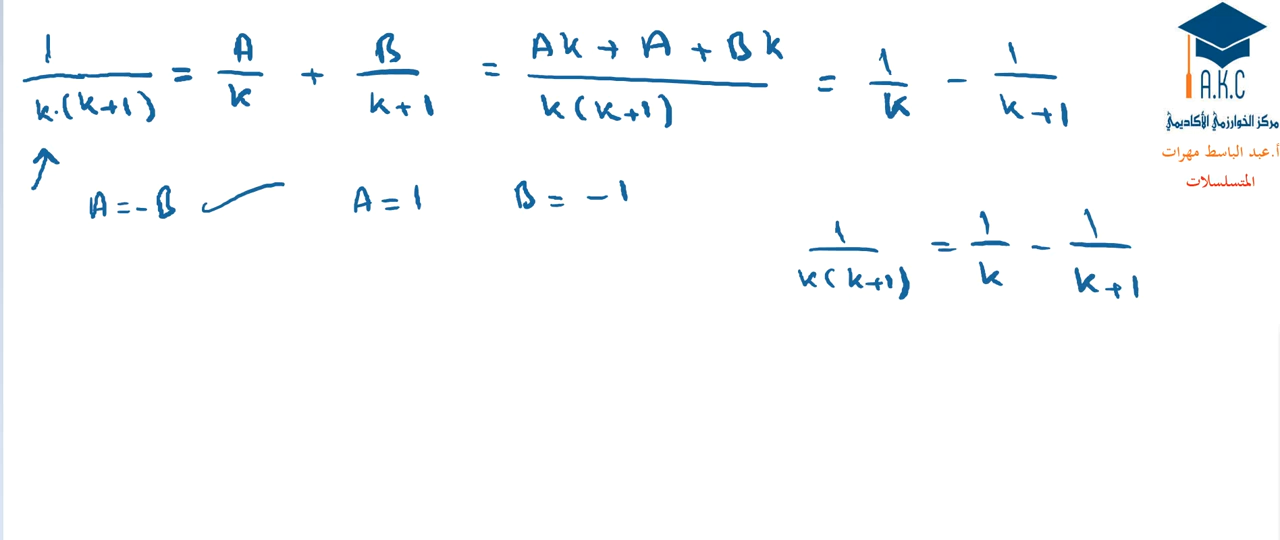 1/(k.(k+1)) = A/k + B/(k+1) = (Ak + A + Bk)/(k(k+1)) = 1/k - 1/(k+1)
A = -B ✓ A = 1 B = -1
1/(k(k+1)) = 1/k - 1/(k+1)
A.K.C
مركز الخوارزمي الأكاديمي
أ.عبد الباسط مهرات
المتسلسلات